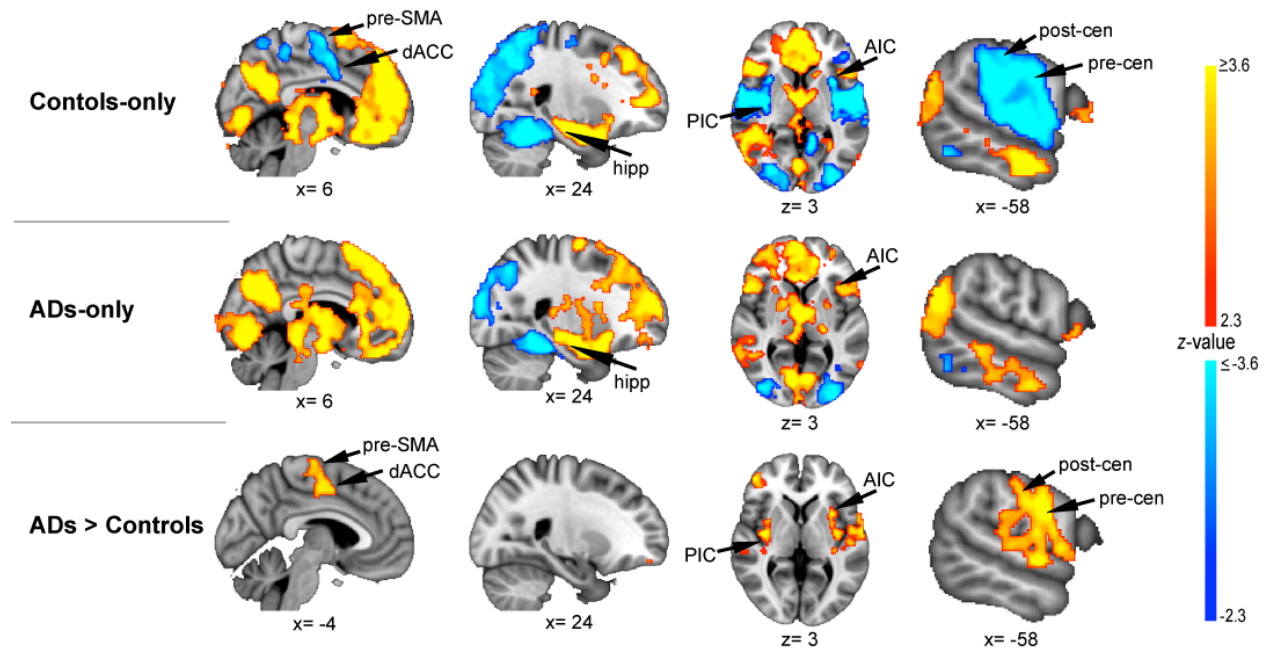 pre-SMA
dACC
AIC
post-cen
pre-cen
Contols-only
PIC
hipp
x= 6
x= 24
z= 3
x= -58
ADs-only
AIC
hipp
x= 6
x= 24
z= 3
x= -58
pre-SMA
dACC
AIC
post-cen
pre-cen
ADs > Controls
PIC
x= -4
x= 24
z= 3
x= -58
≥3.6
2.3
z-value
≤ -3.6
-2.3